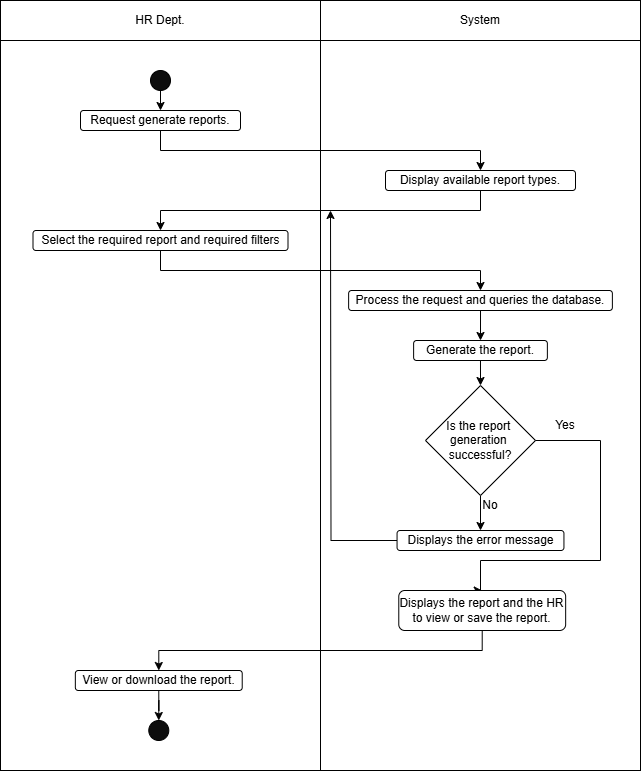 HR Dept.
System
Request generate reports.
Display available report types.
Select the required report and required filters
Process the request and queries the database.
Generate the report.
Is the report
generation
successful?
Yes
No
Displays the error message
Displays the report and the HR
to view or save the report.
View or download the report.